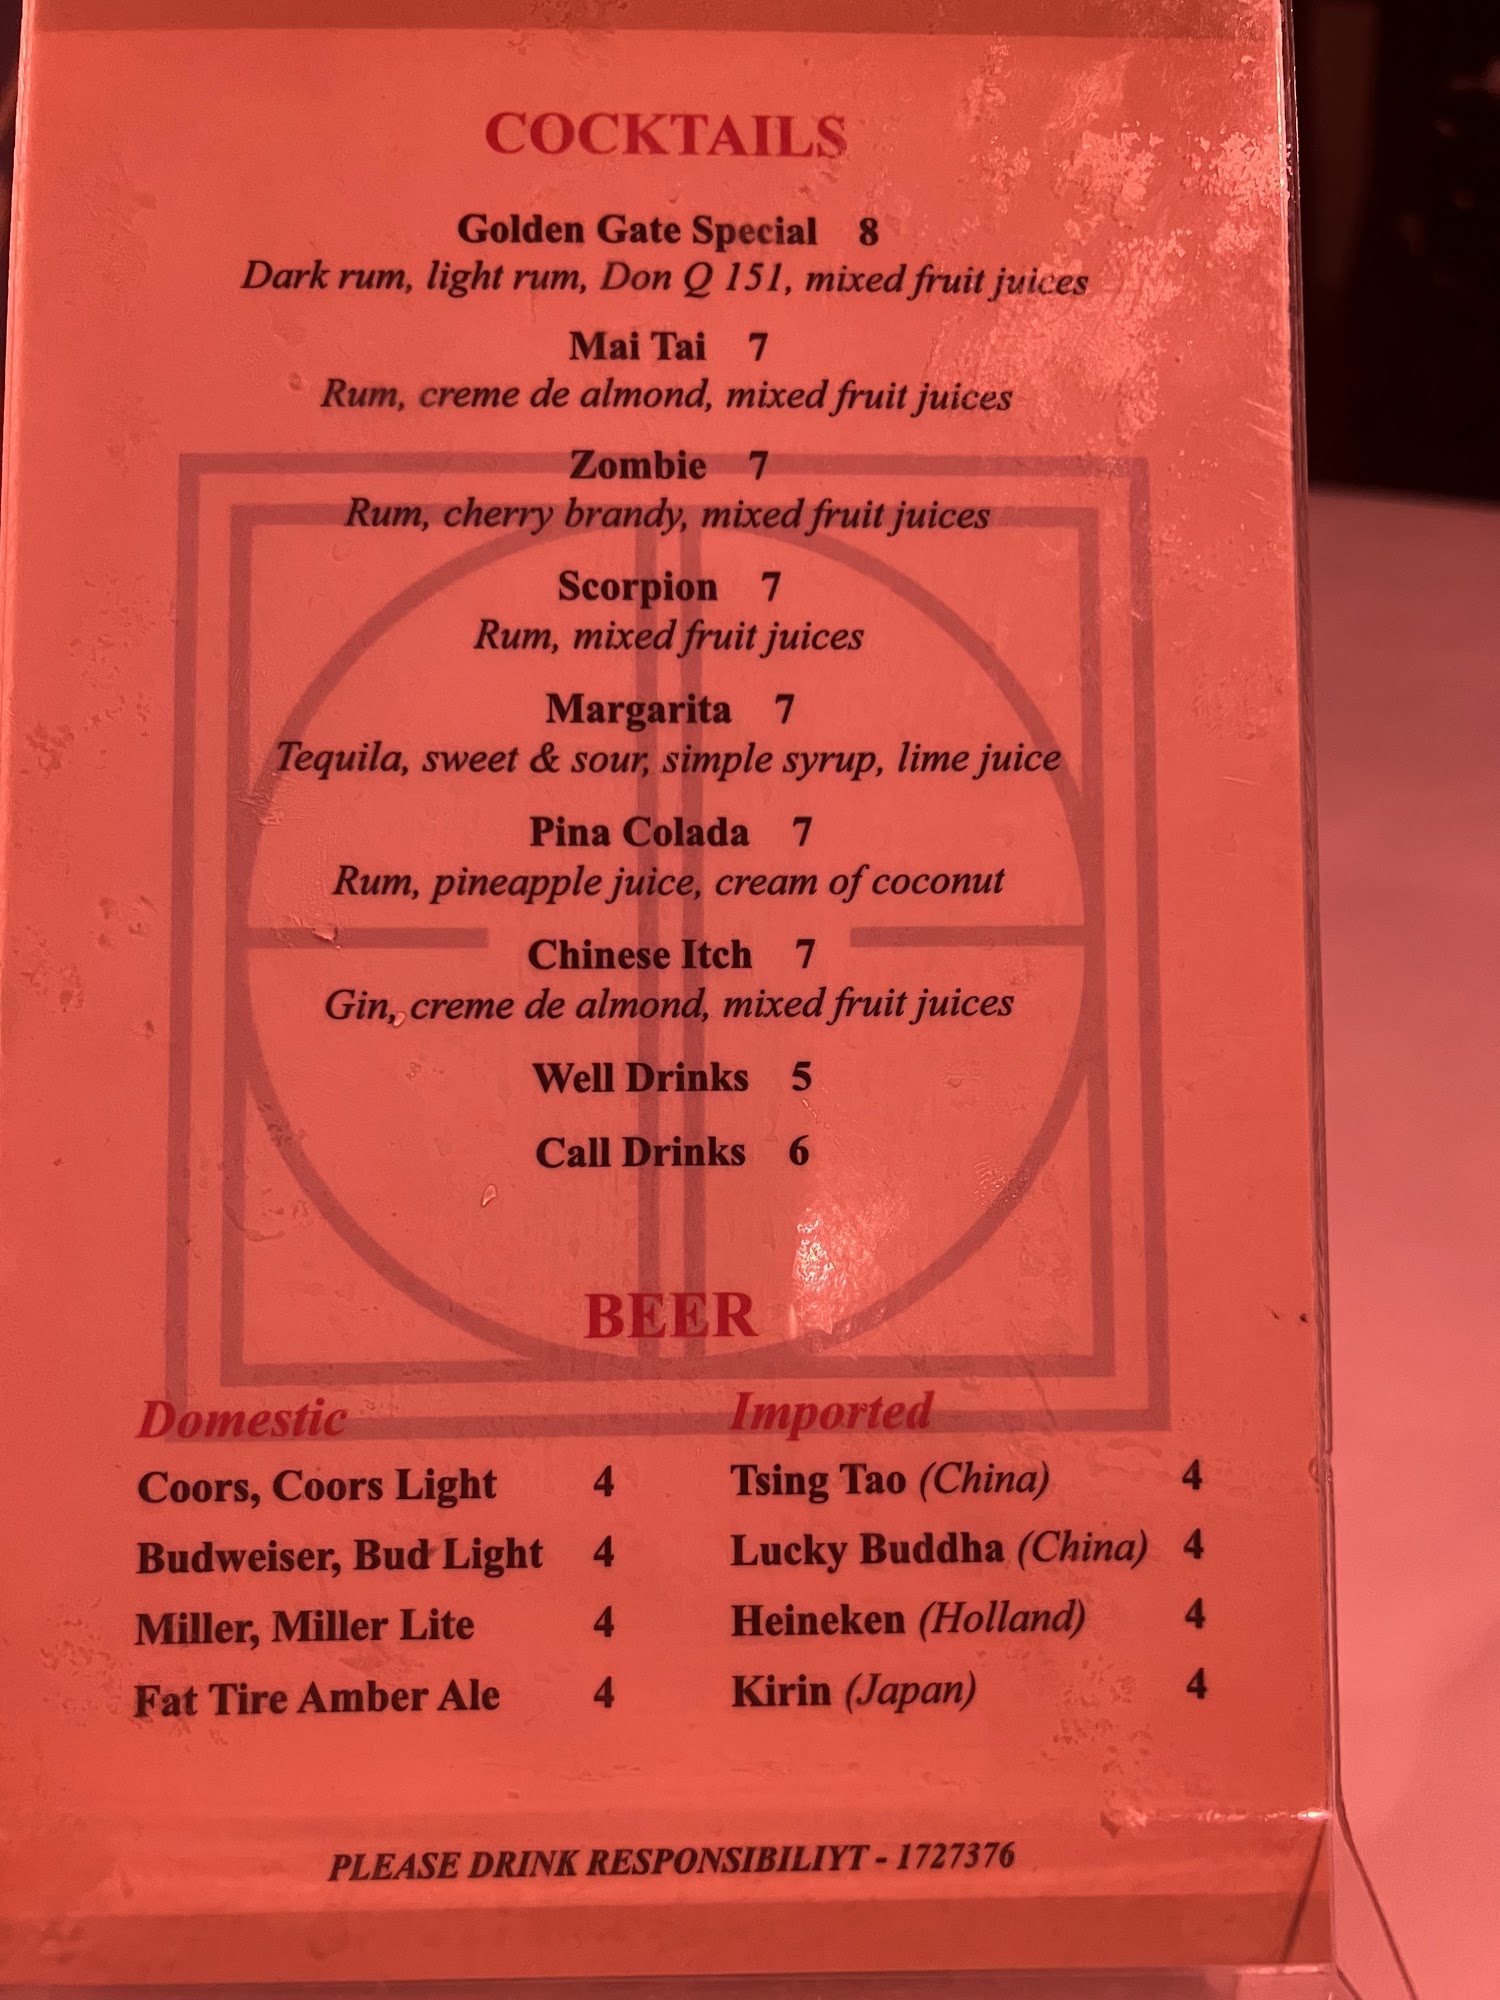 COCKTAILS
Golden Gate Special 8
Dark rum, light rum, Don Q 151, mixed fruit juices
Mai Tai 7
Rum, creme de almond, mixed fruit juices
Zombie 7
Rum, cherry brandy, mixed fruit juices
Scorpion 7
Rum, mixed fruit juices
Margarita 7
Tequila, sweet & sour, simple syrup, lime juice
Pina Colada 7
Rum, pineapple juice, cream of coconut
Chinese Itch 7
Gin, creme de almond, mixed fruit juices
Well Drinks 5
Call Drinks 6
BEER
Domestic
Coors, Coors Light 4
Budweiser, Bud Light 4
Miller, Miller Lite 4
Fat Tire Amber Ale 4
Imported
Tsing Tao (China) 4
Lucky Buddha (China) 4
Heineken (Holland) 4
Kirin (Japan) 4
PLEASE DRINK RESPONSIBILIYT - 1727376